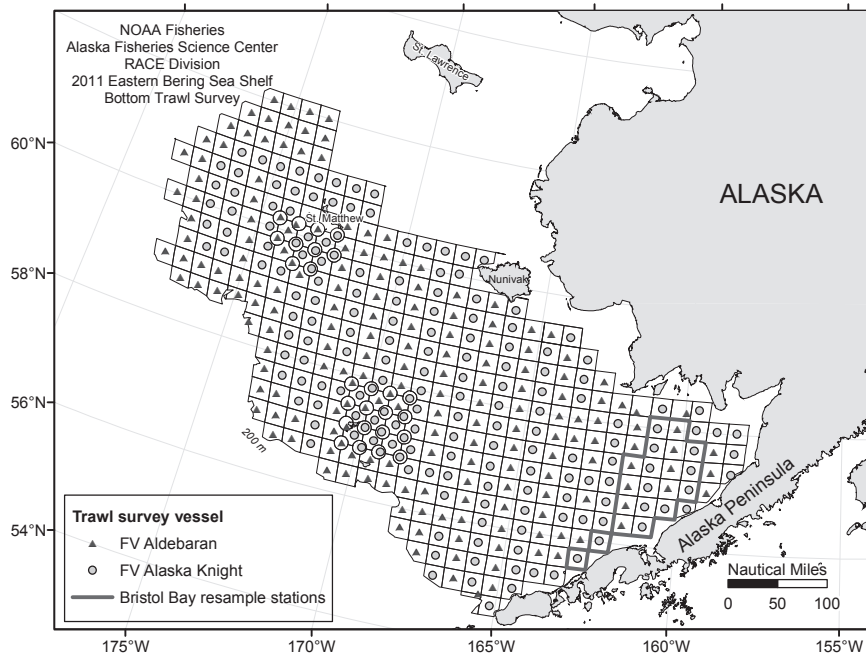 NOAA Fisheries
Alaska Fisheries Science Center
RACE Division
2011 Eastern Bering Sea Shelf
Bottom Trawl Survey
St. Lawrence
60°N
ALASKA
St. Matthew
58°N
Nunivak
56°N
200 m
Alaska Peninsula
54°N
Trawl survey vessel
FV Aldebaran
FV Alaska Knight
Bristol Bay resample stations
Nautical Miles
0 50 100
175°W 170°W 165°W 160°W 155°W